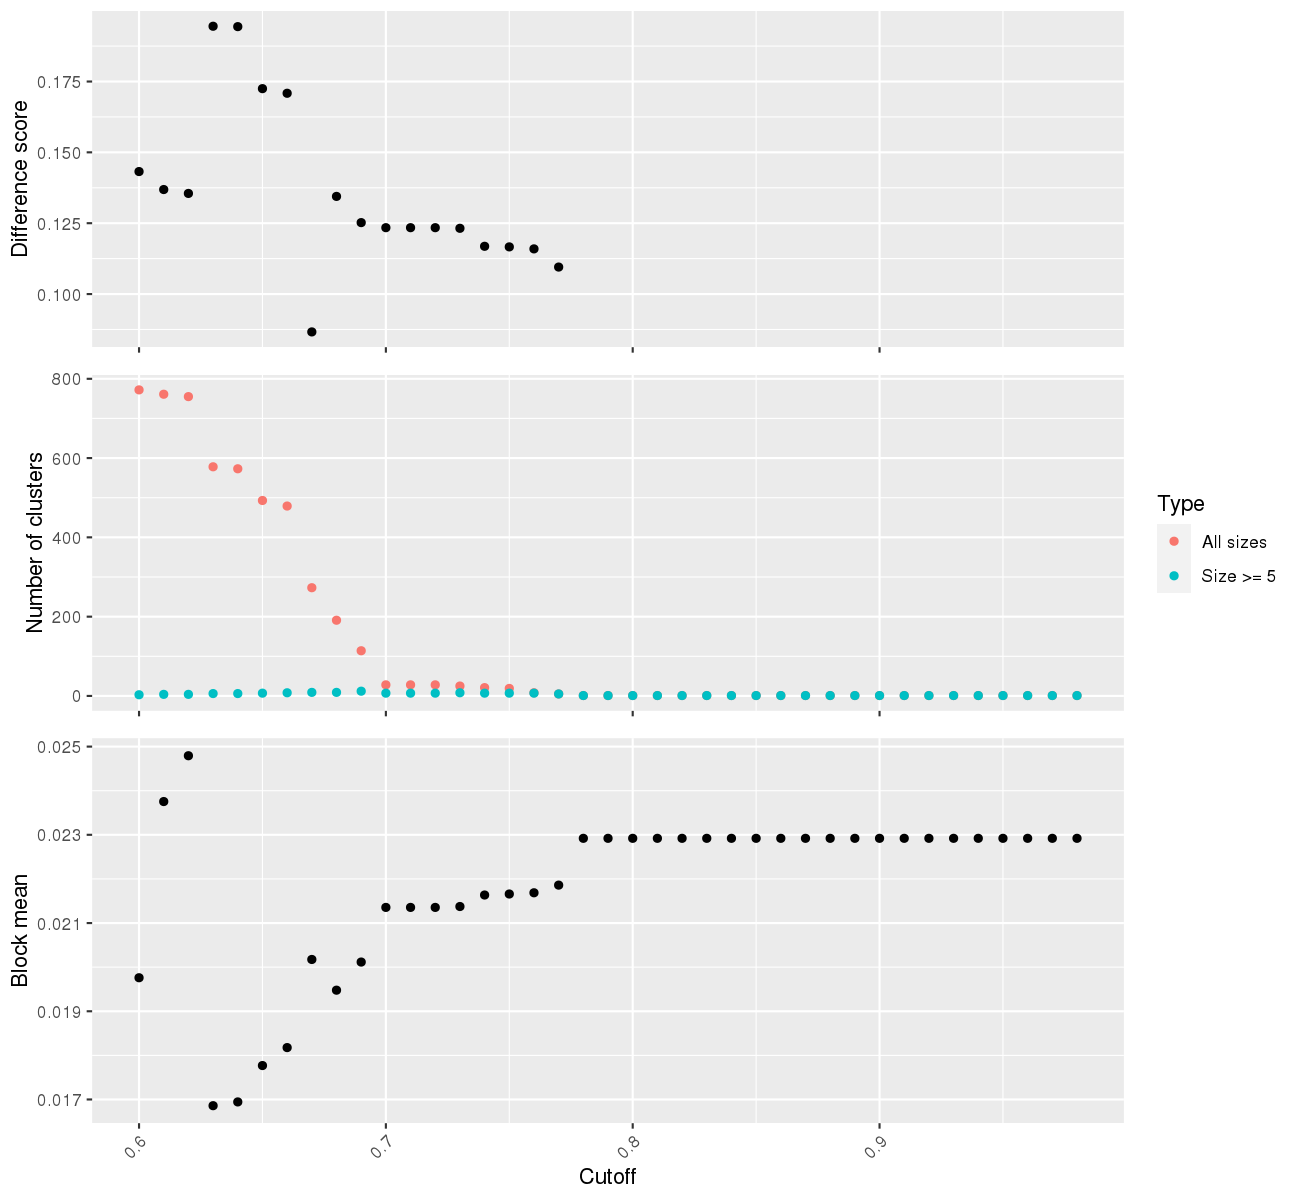 Difference score
0.175
0.150
0.125
0.100
Number of clusters
800
600
400
200
0
Type
All sizes
Size >= 5
Block mean
0.025
0.023
0.021
0.019
0.017
0.6
0.7
0.8
0.9
Cutoff